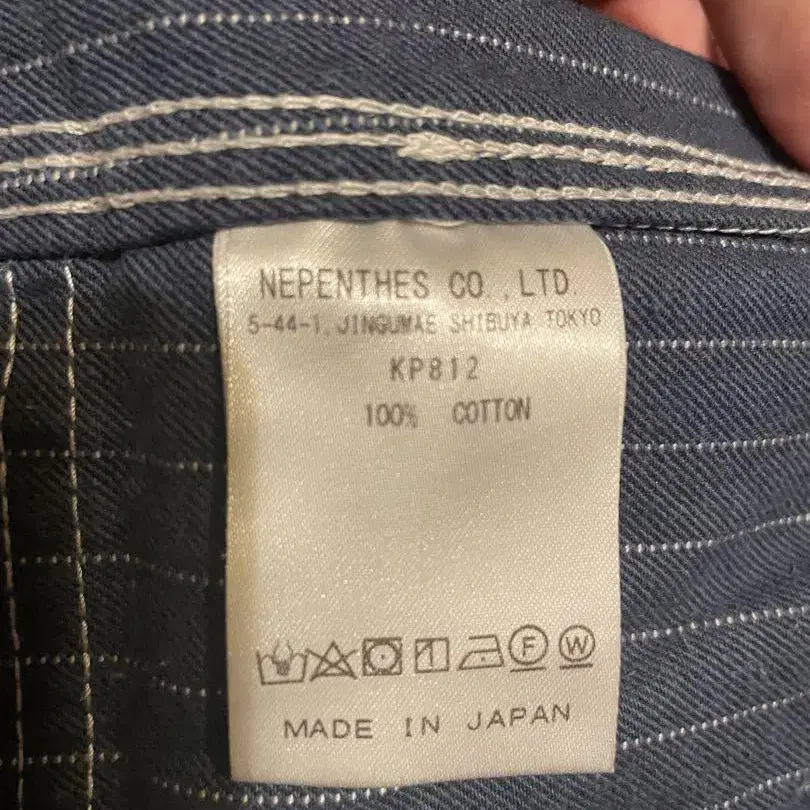 NEPENTHES CO.,LTD.
5-44-1, JINGUMAE SHIBUYA, TOKYO
KP812
100% COTTON
F W
MADE IN JAPAN